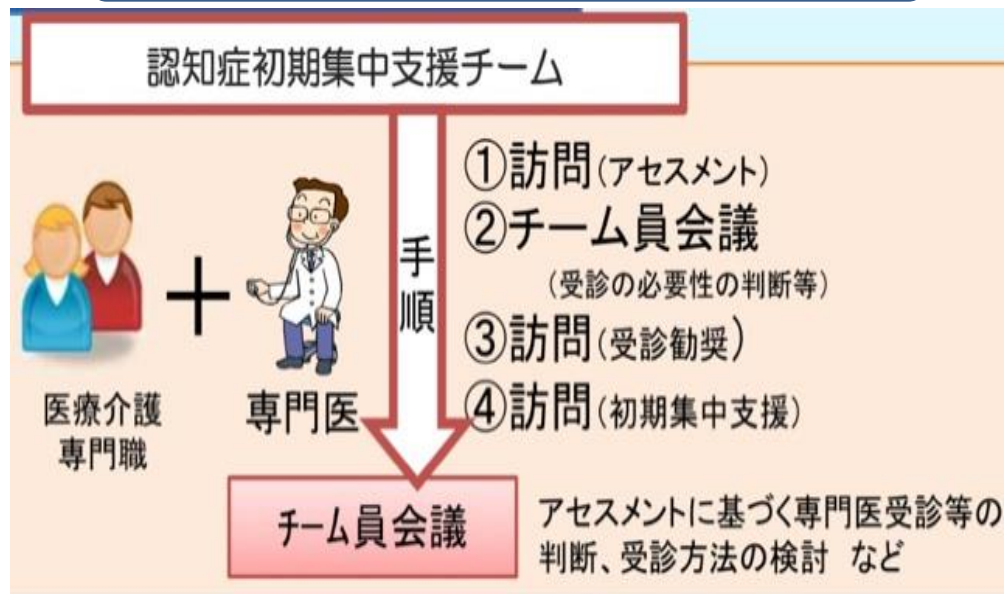 認知症初期集中支援チーム
手順
①訪問(アセスメント)
②チーム員会議
(受診の必要性の判断等)
③訪問(受診勧奨)
④訪問(初期集中支援)
医療介護
専門職
＋
専門医
チーム員会議
アセスメントに基づく専門医受診等の
判断、受診方法の検討 など